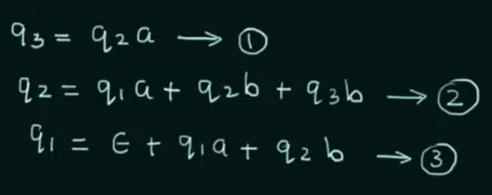 q₃ = q₂a → ①
q₂ = q₁a + q₂b + q₃b → ②
q₁ = ∈ + q₁a + q₂b → ③